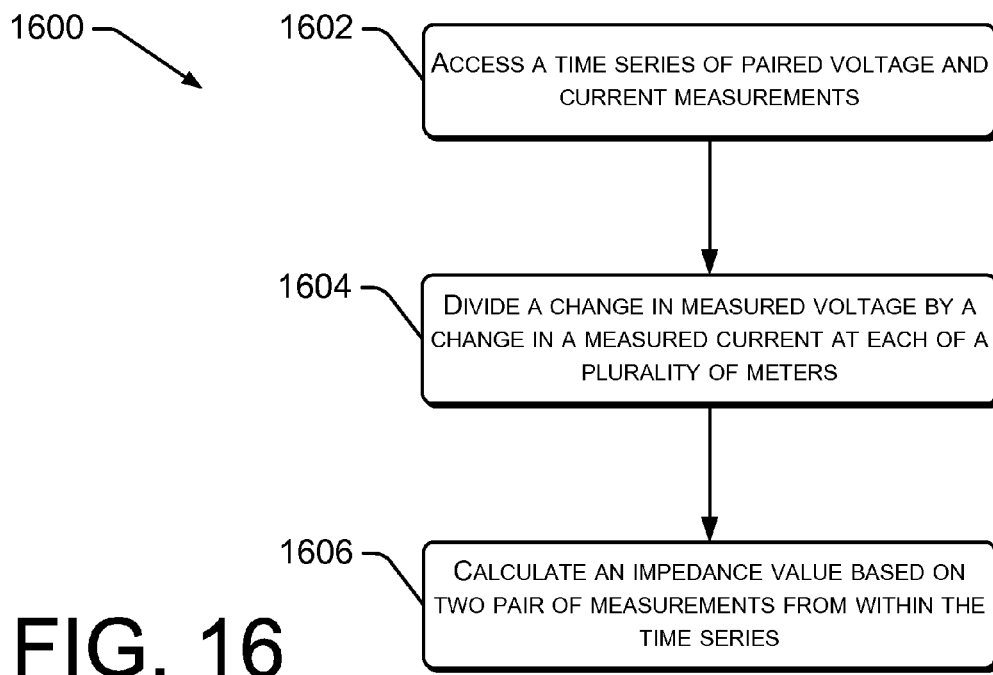 1600
1602
ACCESS A TIME SERIES OF PAIRED VOLTAGE AND
CURRENT MEASUREMENTS
1604
DIVIDE A CHANGE IN MEASURED VOLTAGE BY A
CHANGE IN A MEASURED CURRENT AT EACH OF A
PLURALITY OF METERS
1606
CALCULATE AN IMPEDANCE VALUE BASED ON
TWO PAIR OF MEASUREMENTS FROM WITHIN THE
TIME SERIES
FIG. 16